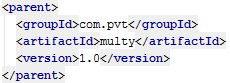 <parent>
<groupId>com.pvt</groupId>
<artifactId>multy</artifactId>
<version>1.0</version>
</parent>